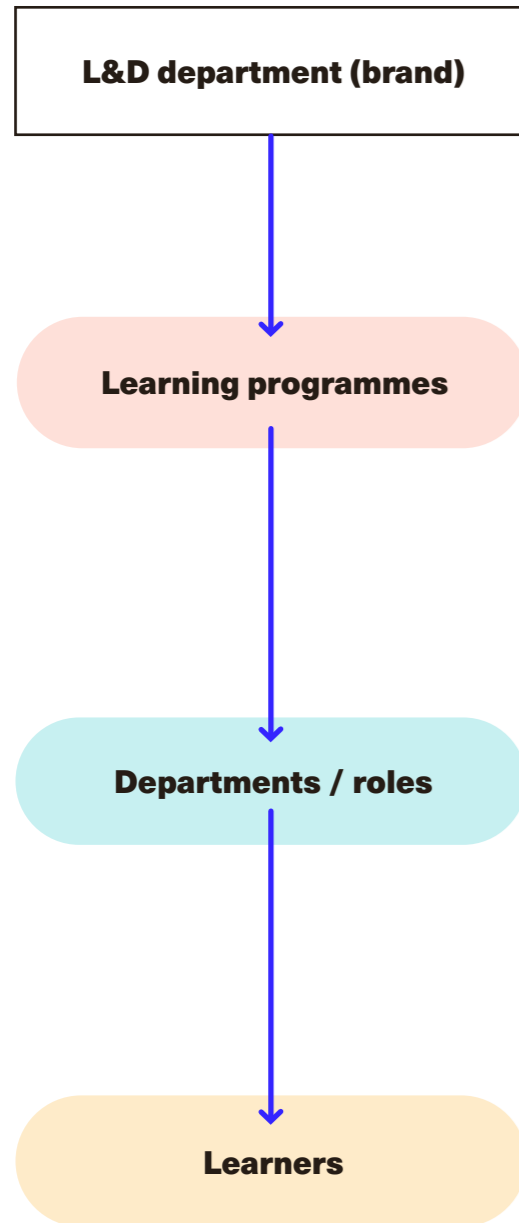 L&D department (brand)
Learning programmes
Departments / roles
Learners